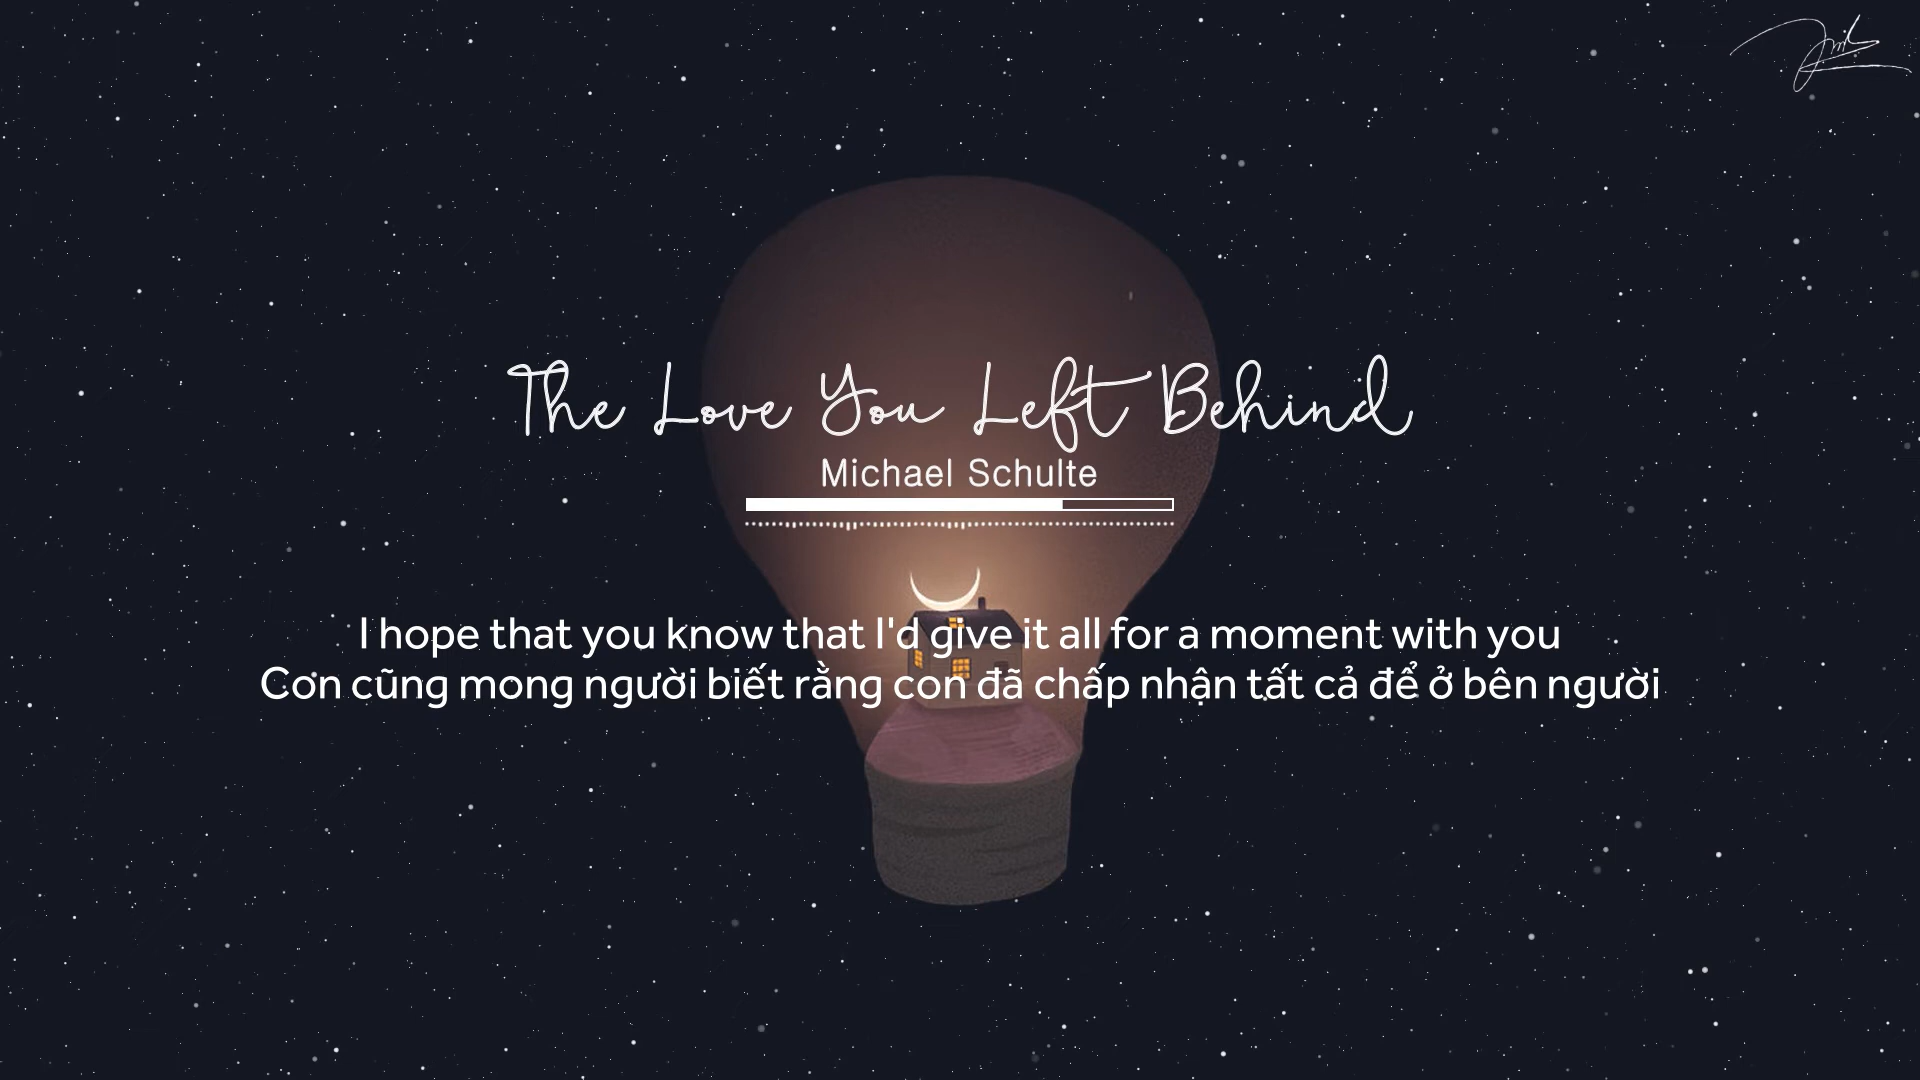 The Love You Left Behind
Michael Schulte
I hope that you know that I'd give it all for a moment with you
Con cũng mong người biết rằng con đã chấp nhận tất cả để ở bên người